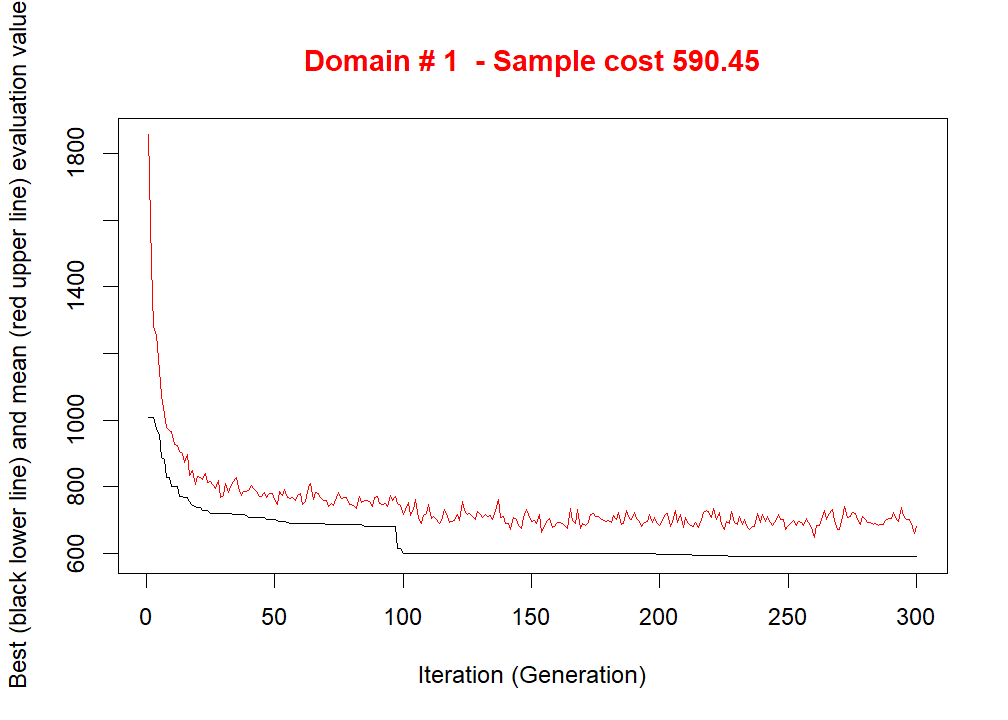 Domain # 1  - Sample cost 590.45
Best (black lower line) and mean (red upper line) evaluation value
1800
1400
1000
800
600
0 50 100 150 200 250 300
Iteration (Generation)